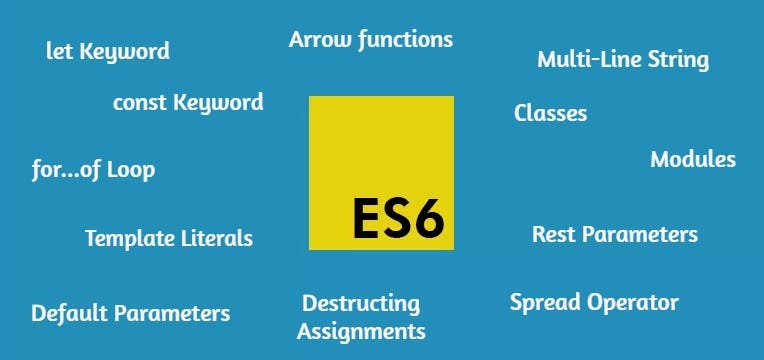 let Keyword
Arrow functions
Multi-Line String
const Keyword
Classes
for...of Loop
Modules
ES6
Template Literals
Rest Parameters
Default Parameters
Destructing
Assignments
Spread Operator